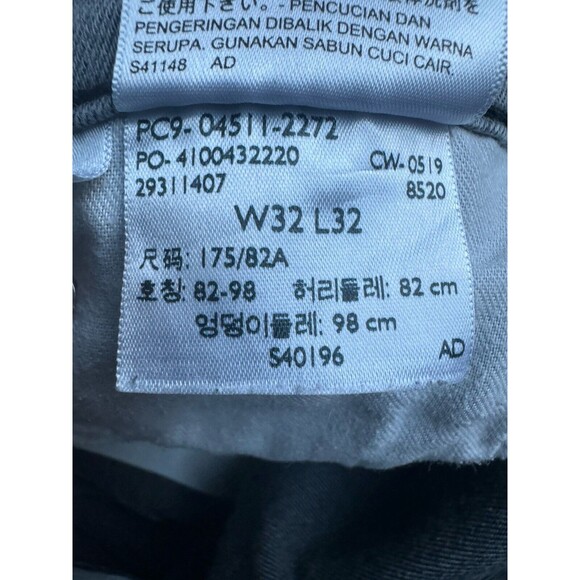 ご使用下さい。- PENCUCIAN DAN
PENGERINGAN DIBALIK DENGAN WARNA
SERUPA. GUNAKAN SABUN CUCI CAIR.
S41148 AD
PC9- 04511-2272
PO- 4100432220 CW- 0519
29311407 8520
W32 L32
尺码: 175/82A
호칭: 82-98 허리둘레: 82 cm
엉덩이둘레: 98 cm
S40196 AD